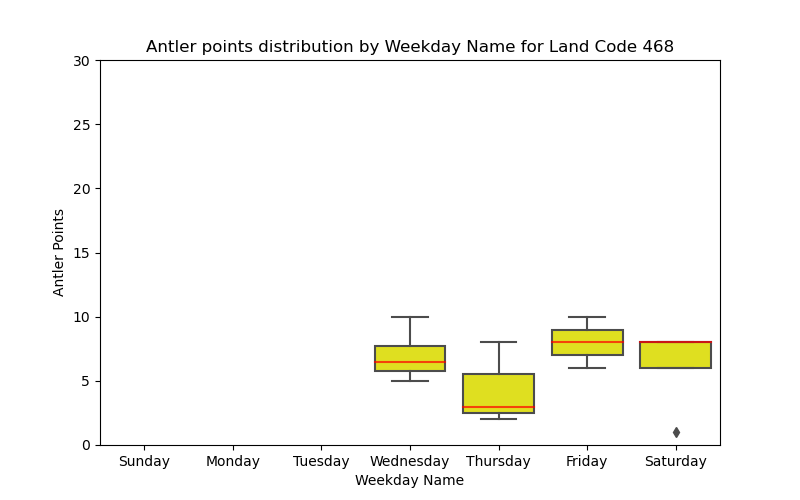 Antler points distribution by Weekday Name for Land Code 468
30
25
20
15
10
5
0
Antler Points
Sunday Monday Tuesday Wednesday Thursday Friday Saturday
Weekday Name